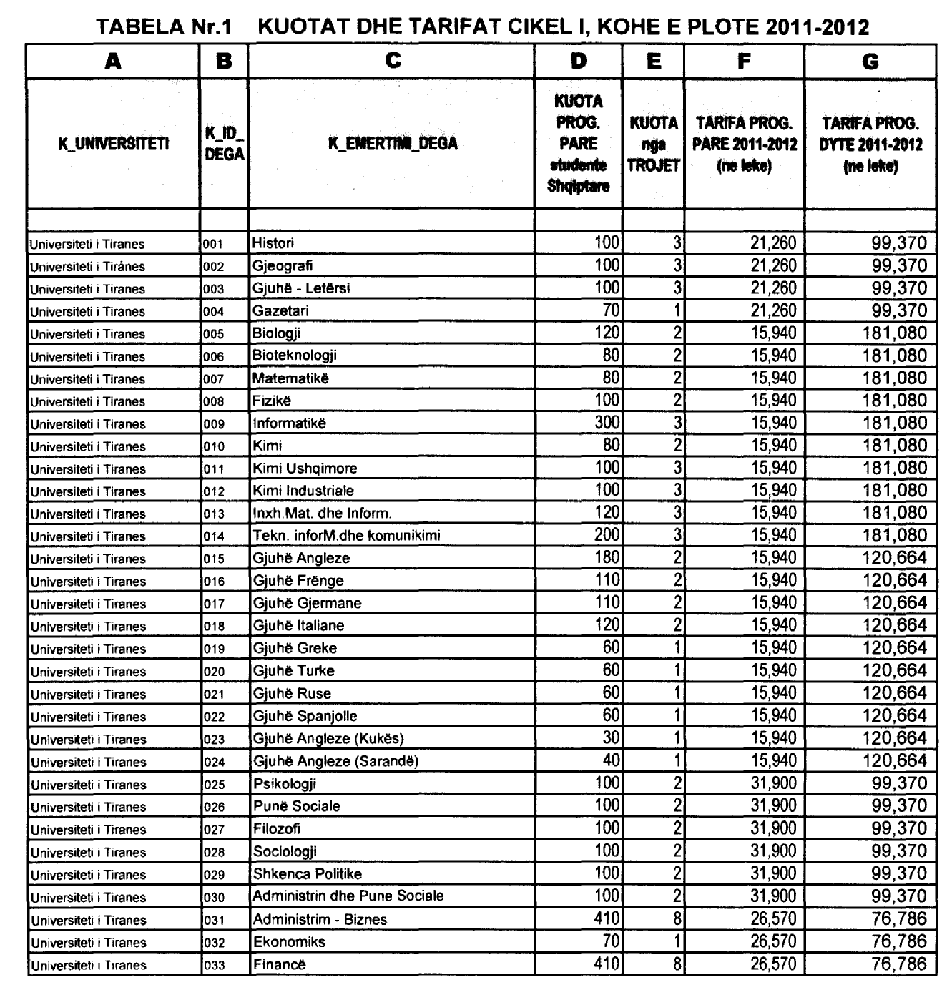 TABELA Nr.1 KUOTAT DHE TARIFAT CIKEL I, KOHE E PLOTE 2011-2012
A B C D E F G
K_UNIVERSITETI K_ID_DEGA K_EMERTIMI_DEGA KUOTA PROG. PARE studente Shqiptare KUOTA nga TROJET TARIFA PROG. PARE 2011-2012 (ne leke) TARIFA PROG. DYTE 2011-2012 (ne leke)
Universiteti i Tiranes 001 Histori 100 3 21,260 99,370
Universiteti i Tiranes 002 Gjeografi 100 3 21,260 99,370
Universiteti i Tiranes 003 Gjuhë - Letërsi 100 3 21,260 99,370
Universiteti i Tiranes 004 Gazetari 70 1 21,260 99,370
Universiteti i Tiranes 005 Biologji 120 2 15,940 181,080
Universiteti i Tiranes 006 Bioteknologji 80 2 15,940 181,080
Universiteti i Tiranes 007 Matematikë 80 2 15,940 181,080
Universiteti i Tiranes 008 Fizikë 100 2 15,940 181,080
Universiteti i Tiranes 009 Informatikë 300 3 15,940 181,080
Universiteti i Tiranes 010 Kimi 80 2 15,940 181,080
Universiteti i Tiranes 011 Kimi Ushqimore 100 3 15,940 181,080
Universiteti i Tiranes 012 Kimi Industriale 100 3 15,940 181,080
Universiteti i Tiranes 013 Inxh.Mat. dhe Inform. 120 3 15,940 181,080
Universiteti i Tiranes 014 Tekn. inforM.dhe komunikimi 200 3 15,940 181,080
Universiteti i Tiranes 015 Gjuhë Angleze 180 2 15,940 120,664
Universiteti i Tiranes 016 Gjuhë Frënge 110 2 15,940 120,664
Universiteti i Tiranes 017 Gjuhë Gjermane 110 2 15,940 120,664
Universiteti i Tiranes 018 Gjuhë Italiane 120 2 15,940 120,664
Universiteti i Tiranes 019 Gjuhë Greke 60 1 15,940 120,664
Universiteti i Tiranes 020 Gjuhë Turke 60 1 15,940 120,664
Universiteti i Tiranes 021 Gjuhë Ruse 60 1 15,940 120,664
Universiteti i Tiranes 022 Gjuhë Spanjolle 60 1 15,940 120,664
Universiteti i Tiranes 023 Gjuhë Angleze (Kukës) 30 1 15,940 120,664
Universiteti i Tiranes 024 Gjuhë Angleze (Sarandë) 40 1 15,940 120,664
Universiteti i Tiranes 025 Psikologji 100 2 31,900 99,370
Universiteti i Tiranes 026 Punë Sociale 100 2 31,900 99,370
Universiteti i Tiranes 027 Filozofi 100 2 31,900 99,370
Universiteti i Tiranes 028 Sociologji 100 2 31,900 99,370
Universiteti i Tiranes 029 Shkenca Politike 100 2 31,900 99,370
Universiteti i Tiranes 030 Administrin dhe Pune Sociale 100 2 31,900 99,370
Universiteti i Tiranes 031 Administrim - Biznes 410 8 26,570 76,786
Universiteti i Tiranes 032 Ekonomiks 70 1 26,570 76,786
Universiteti i Tiranes 033 Financë 410 8 26,570 76,786